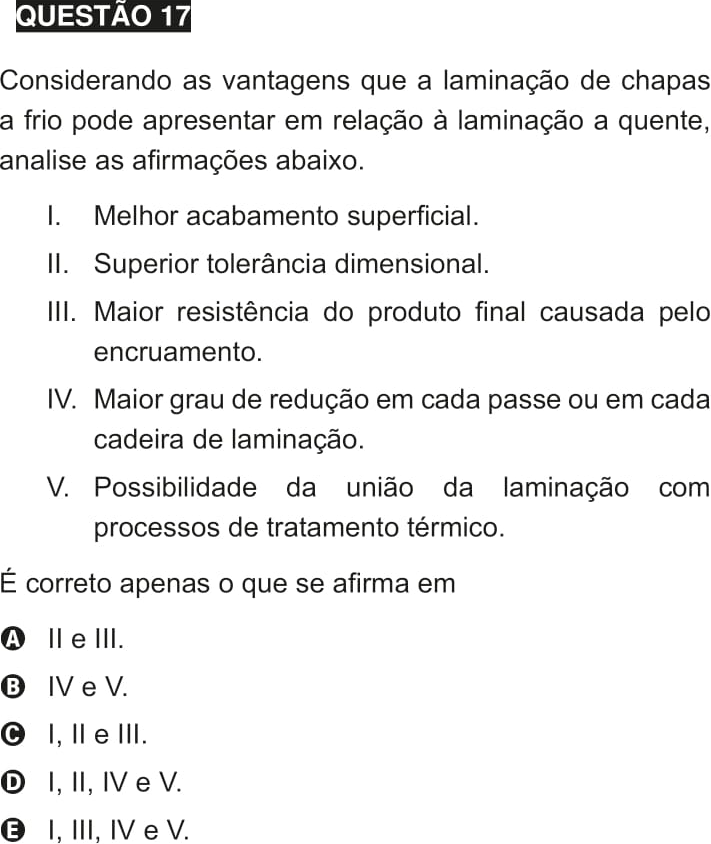 QUESTÃO 17
Considerando as vantagens que a laminação de chapas
a frio pode apresentar em relação à laminação a quente,
analise as afirmações abaixo.
I. Melhor acabamento superficial.
II. Superior tolerância dimensional.
III. Maior resistência do produto final causada pelo
encruamento.
IV. Maior grau de redução em cada passe ou em cada
cadeira de laminação.
V. Possibilidade da união da laminação com
processos de tratamento térmico.
É correto apenas o que se afirma em
A II e III.
B IV e V.
C I, II e III.
D I, II, IV e V.
E I, III, IV e V.